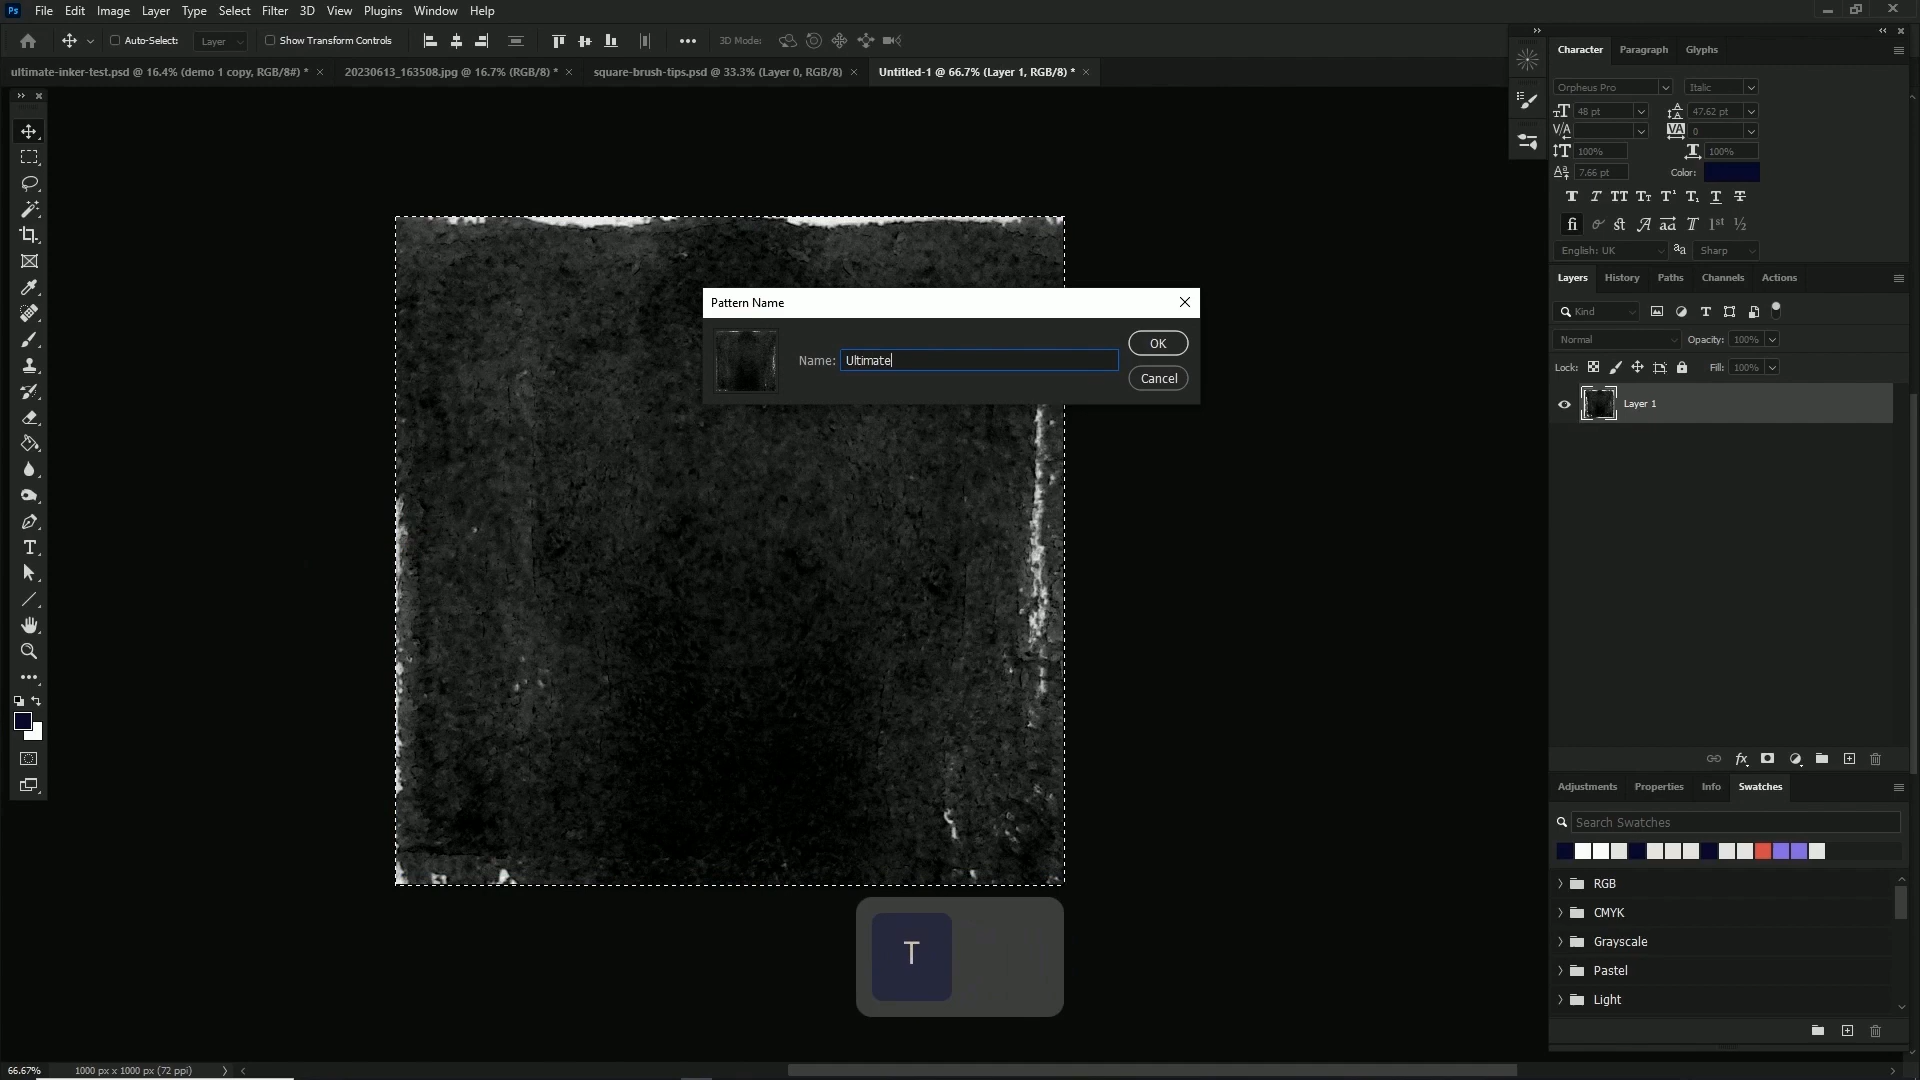 Ps File Edit Image Layer Type Select Filter 3D View Plugins Window Help
Auto-Select: Layer Show Transform Controls 3D Mode:
ultimate-inker-test.psd @ 16.4% (demo 1 copy, RGB/8#) * 20230613_163508.jpg @ 16.7% (RGB/8) * square-brush-tips.psd @ 33.3% (Layer 0, RGB/8) Untitled-1 @ 66.7% (Layer 1, RGB/8) *
Character Paragraph Glyphs
Orpheus Pro Italic
48 pt 47.62 pt
0
100% 100%
7.66 pt Color:
English: UK Sharp
Layers History Paths Channels Actions
Kind
Normal Opacity: 100%
Lock: Fill: 100%
Layer 1
Pattern Name
Name: Ultimate
OK
Cancel
T
Adjustments Properties Info Swatches
Search Swatches
RGB
CMYK
Grayscale
Pastel
Light
66.67% 1000 px x 1000 px (72 ppi)